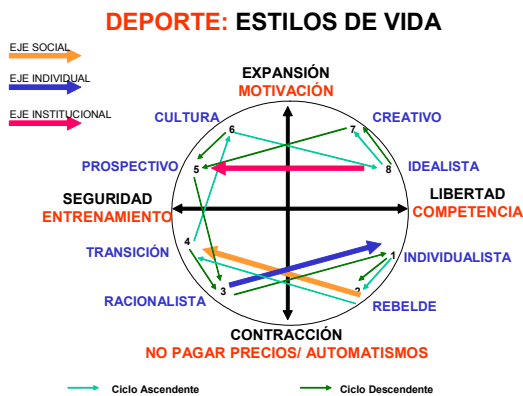 DEPORTE: ESTILOS DE VIDA
EJE SOCIAL
EJE INDIVIDUAL
EJE INSTITUCIONAL
EXPANSIÓN
MOTIVACIÓN
CULTURA
CREATIVO
6
7
PROSPECTIVO
5
8
IDEALISTA
SEGURIDAD
ENTRENAMIENTO
LIBERTAD
COMPETENCIA
4
TRANSICIÓN
1
INDIVIDUALISTA
RACIONALISTA
3
2
REBELDE
CONTRACCIÓN
NO PAGAR PRECIOS/ AUTOMATISMOS
Ciclo Ascendente
Ciclo Descendente